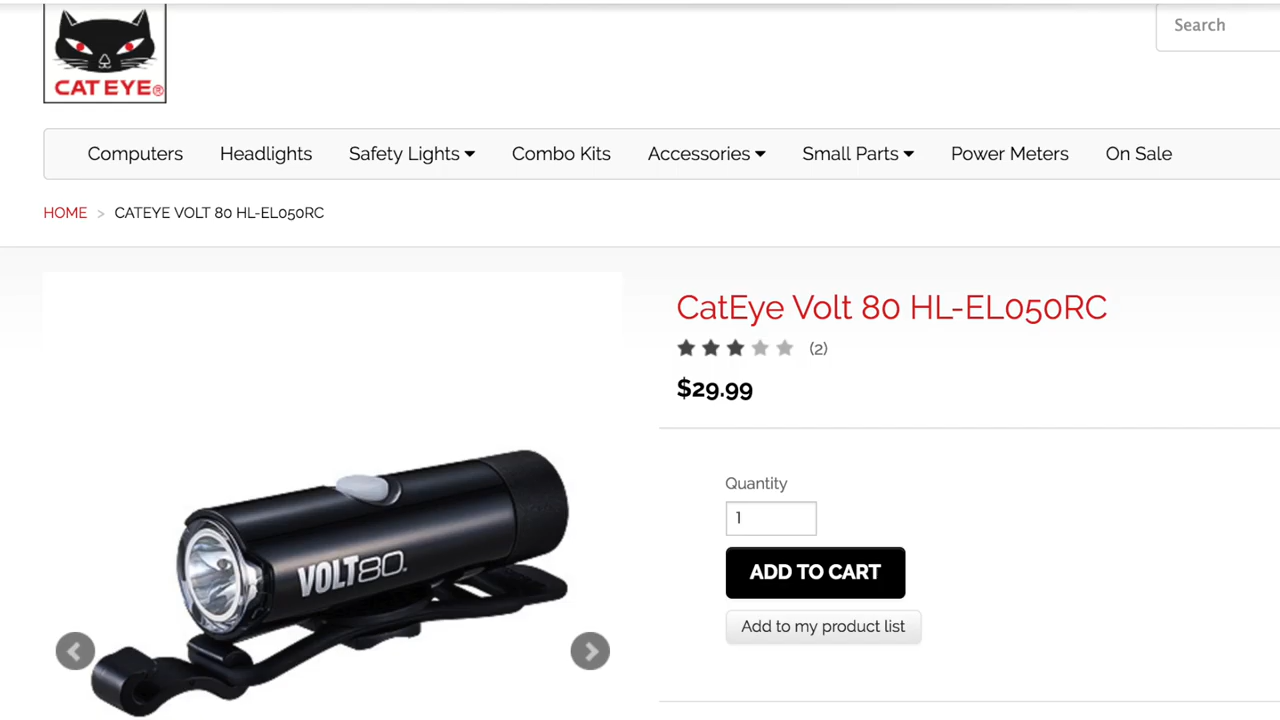 CAT EYE®
Search
Computers Headlights Safety Lights Combo Kits Accessories Small Parts Power Meters On Sale
HOME > CATEYE VOLT 80 HL-EL050RC
CatEye Volt 80 HL-EL050RC
(2)
$29.99
Quantity
1
ADD TO CART
Add to my product list
VOLT80.